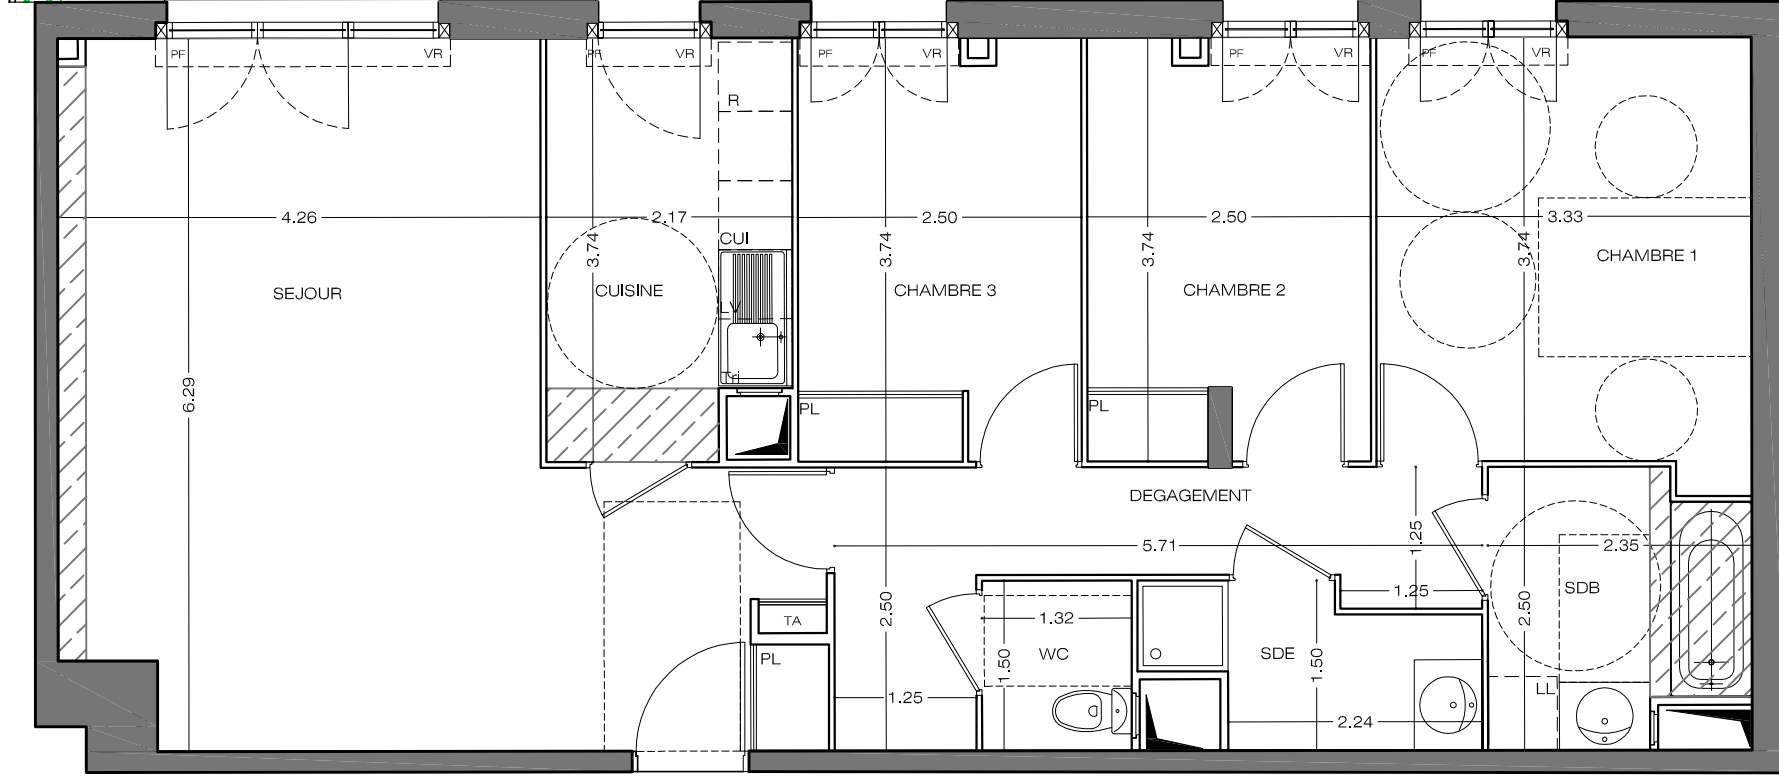 PF VR PF VR PF VR PF VR PF VR
R
4.26 2.17 2.50 2.50 3.33
CUI
3.74 3.74 3.74 3.74
CHAMBRE 1
SEJOUR CUISINE CHAMBRE 3 CHAMBRE 2
LV
Tri
6.29
PL PL
DEGAGEMENT
1.25
5.71 2.35
1.25 SDB
2.50 2.50
1.32
TA
WC SDE
PL
1.50 1.50
1.25 LL
2.24